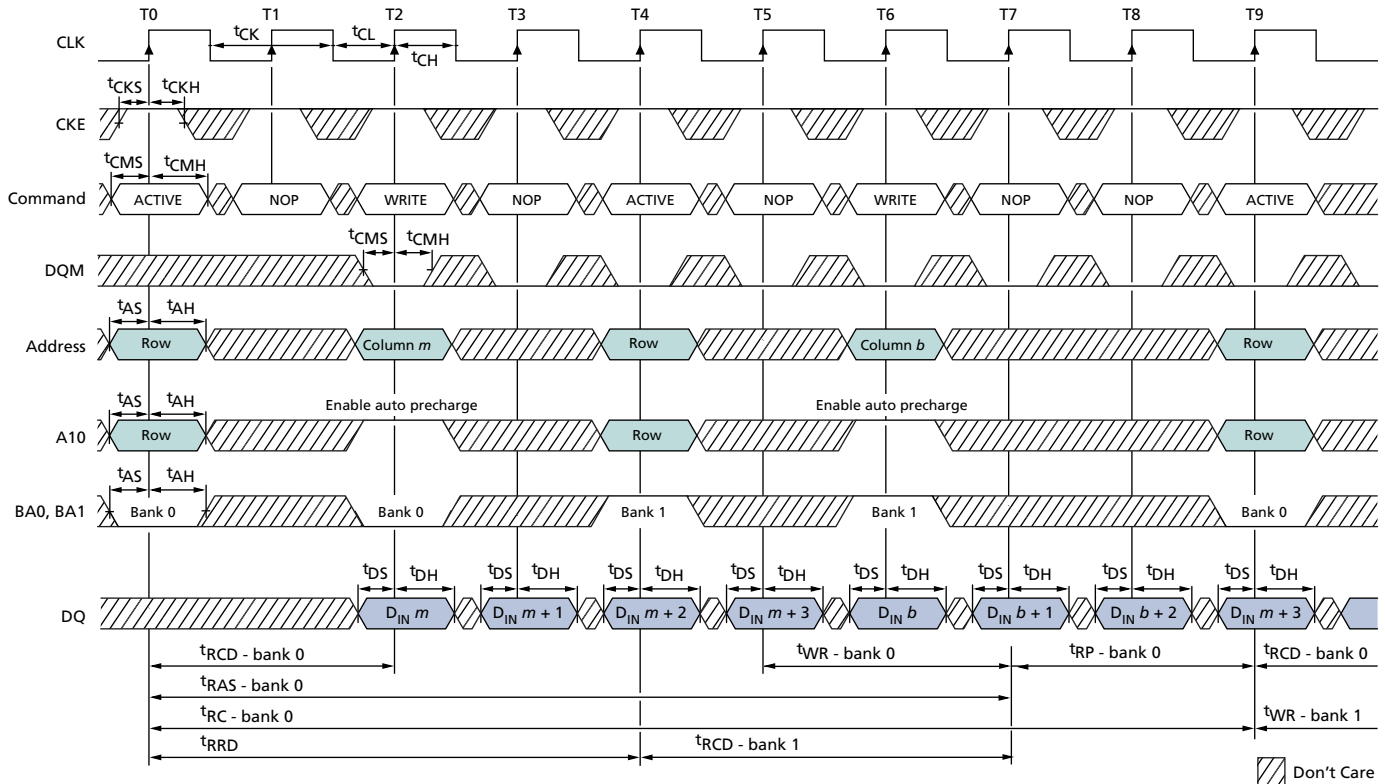 T0 T1 T2 T3 T4 T5 T6 T7 T8 T9
CLK tCK tCL tCH
tCKS tCKH
CKE
tCMS tCMH
Command ACTIVE NOP WRITE NOP ACTIVE NOP WRITE NOP NOP ACTIVE
tCMS tCMH
DQM
tAS tAH
Address Row Column m Row Column b Row
tAS tAH Enable auto precharge Enable auto precharge
A10 Row Row Row
tAS tAH
BA0, BA1 Bank 0 Bank 0 Bank 1 Bank 1 Bank 0
tDS tDH tDS tDH tDS tDH tDS tDH tDS tDH tDS tDH tDS tDH tDS tDH
DQ DIN m DIN m + 1 DIN m + 2 DIN m + 3 DIN b DIN b + 1 DIN b + 2 DIN m + 3
tRCD - bank 0 tWR - bank 0 tRP - bank 0 tRCD - bank 0
tRAS - bank 0
tRC - bank 0 tWR - bank 1
tRRD tRCD - bank 1
Don't Care